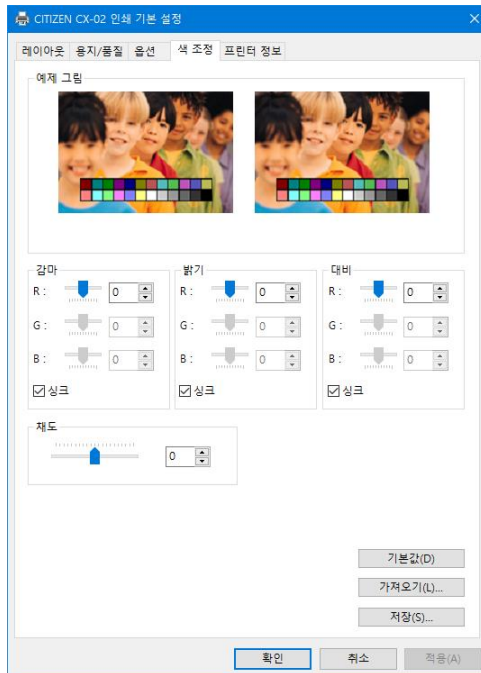 CITIZEN CX-02 인쇄 기본 설정
레이아웃 용지/품질 옵션 색 조정 프린터 정보
예제 그림
감마 밝기 대비
R : 0 R : 0 R : 0
G : 0 G : 0 G : 0
B : 0 B : 0 B : 0
싱크 싱크 싱크
채도
0
기본값(D)
가져오기(L)...
저장(S)...
확인 취소 적용(A)